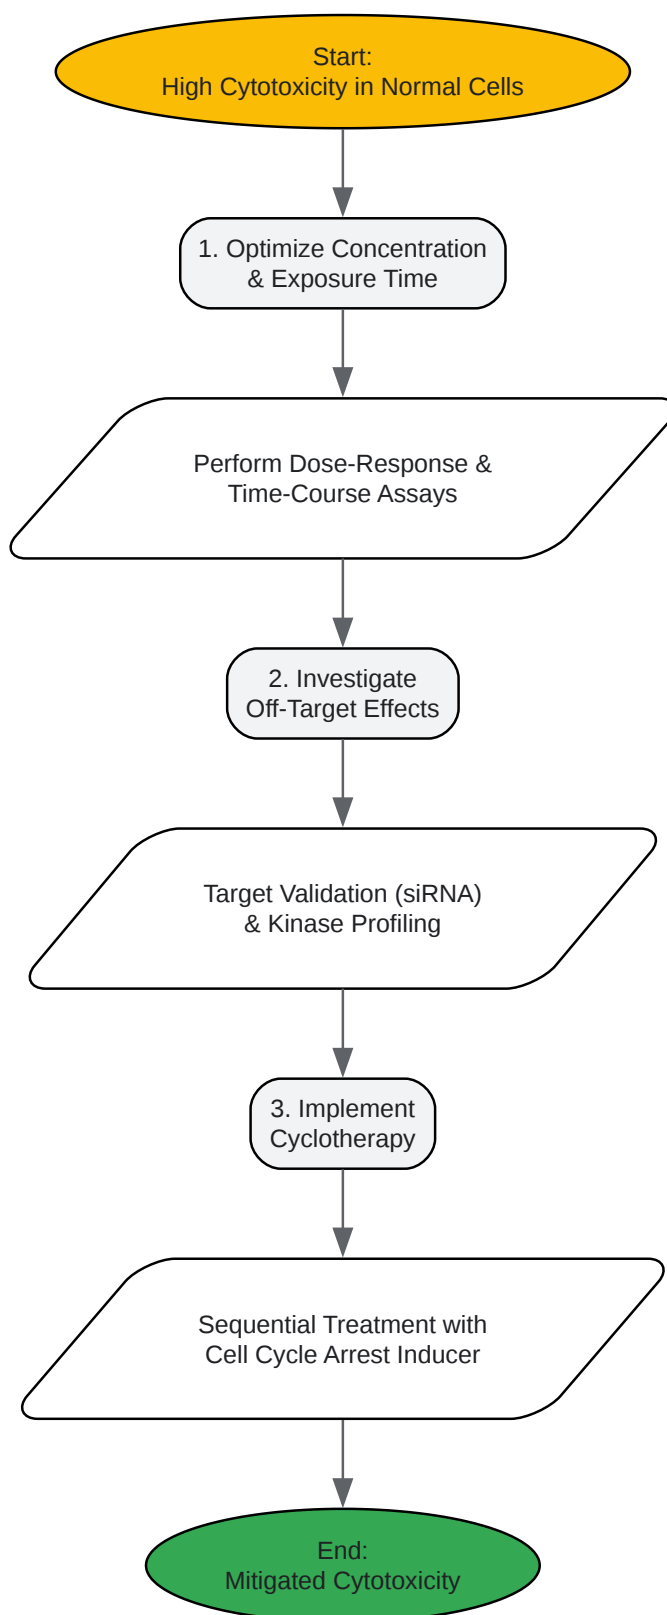 Start:
High Cytotoxicity in Normal Cells
1. Optimize Concentration
& Exposure Time
Perform Dose-Response &
Time-Course Assays
2. Investigate
Off-Target Effects
Target Validation (siRNA)
& Kinase Profiling
3. Implement
Cyclotherapy
Sequential Treatment with
Cell Cycle Arrest Inducer
End:
Mitigated Cytotoxicity